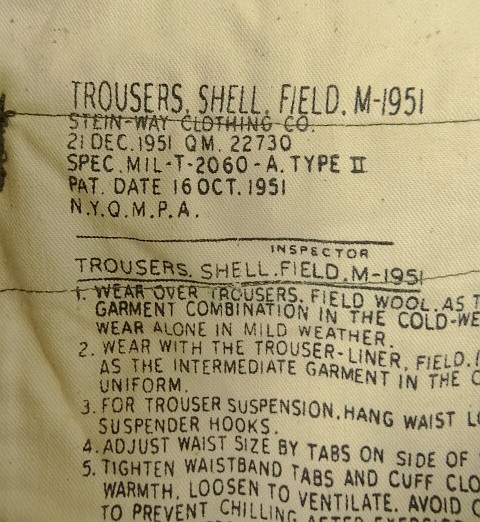 TROUSERS, SHELL, FIELD, M-1951
STEIN-WAY CLOTHING CO.
21 DEC. 1951 QM. 22730
SPEC. MIL-T-2060-A. TYPE II
PAT. DATE 16 OCT. 1951
N.Y.Q.M.P.A.
INSPECTOR
TROUSERS, SHELL, FIELD, M-1951
1. WEAR OVER TROUSERS, FIELD WOOL, AS T
GARMENT COMBINATION IN THE COLD-WE
WEAR ALONE IN MILD WEATHER.
2. WEAR WITH THE TROUSER-LINER, FIELD,
AS THE INTERMEDIATE GARMENT IN THE C
UNIFORM.
3. FOR TROUSER SUSPENSION, HANG WAIST LO
SUSPENDER HOOKS.
4. ADJUST WAIST SIZE BY TABS ON SIDE OF
5. TIGHTEN WAISTBAND TABS AND CUFF CLO
WARMTH. LOOSEN TO VENTILATE. AVOID O
TO PREVENT CHILLING AFTER